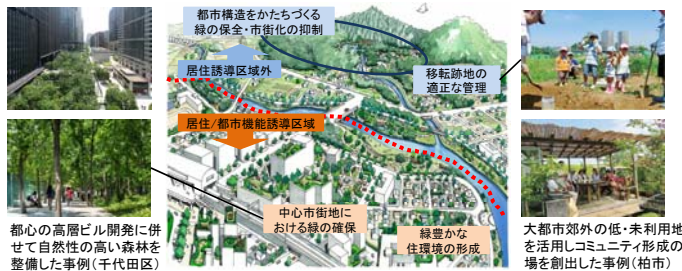 都市構造をかたちづくる
緑の保全・市街化の抑制
居住誘導区域外
移転跡地の
適正な管理
居住/都市機能誘導区域
中心市街地に
おける緑の確保
緑豊かな
住環境の形成
都心の高層ビル開発に併
せて自然性の高い森林を
整備した事例(千代田区)
大都市郊外の低・未利用地
を活用しコミュニティ形成の
場を創出した事例(柏市)